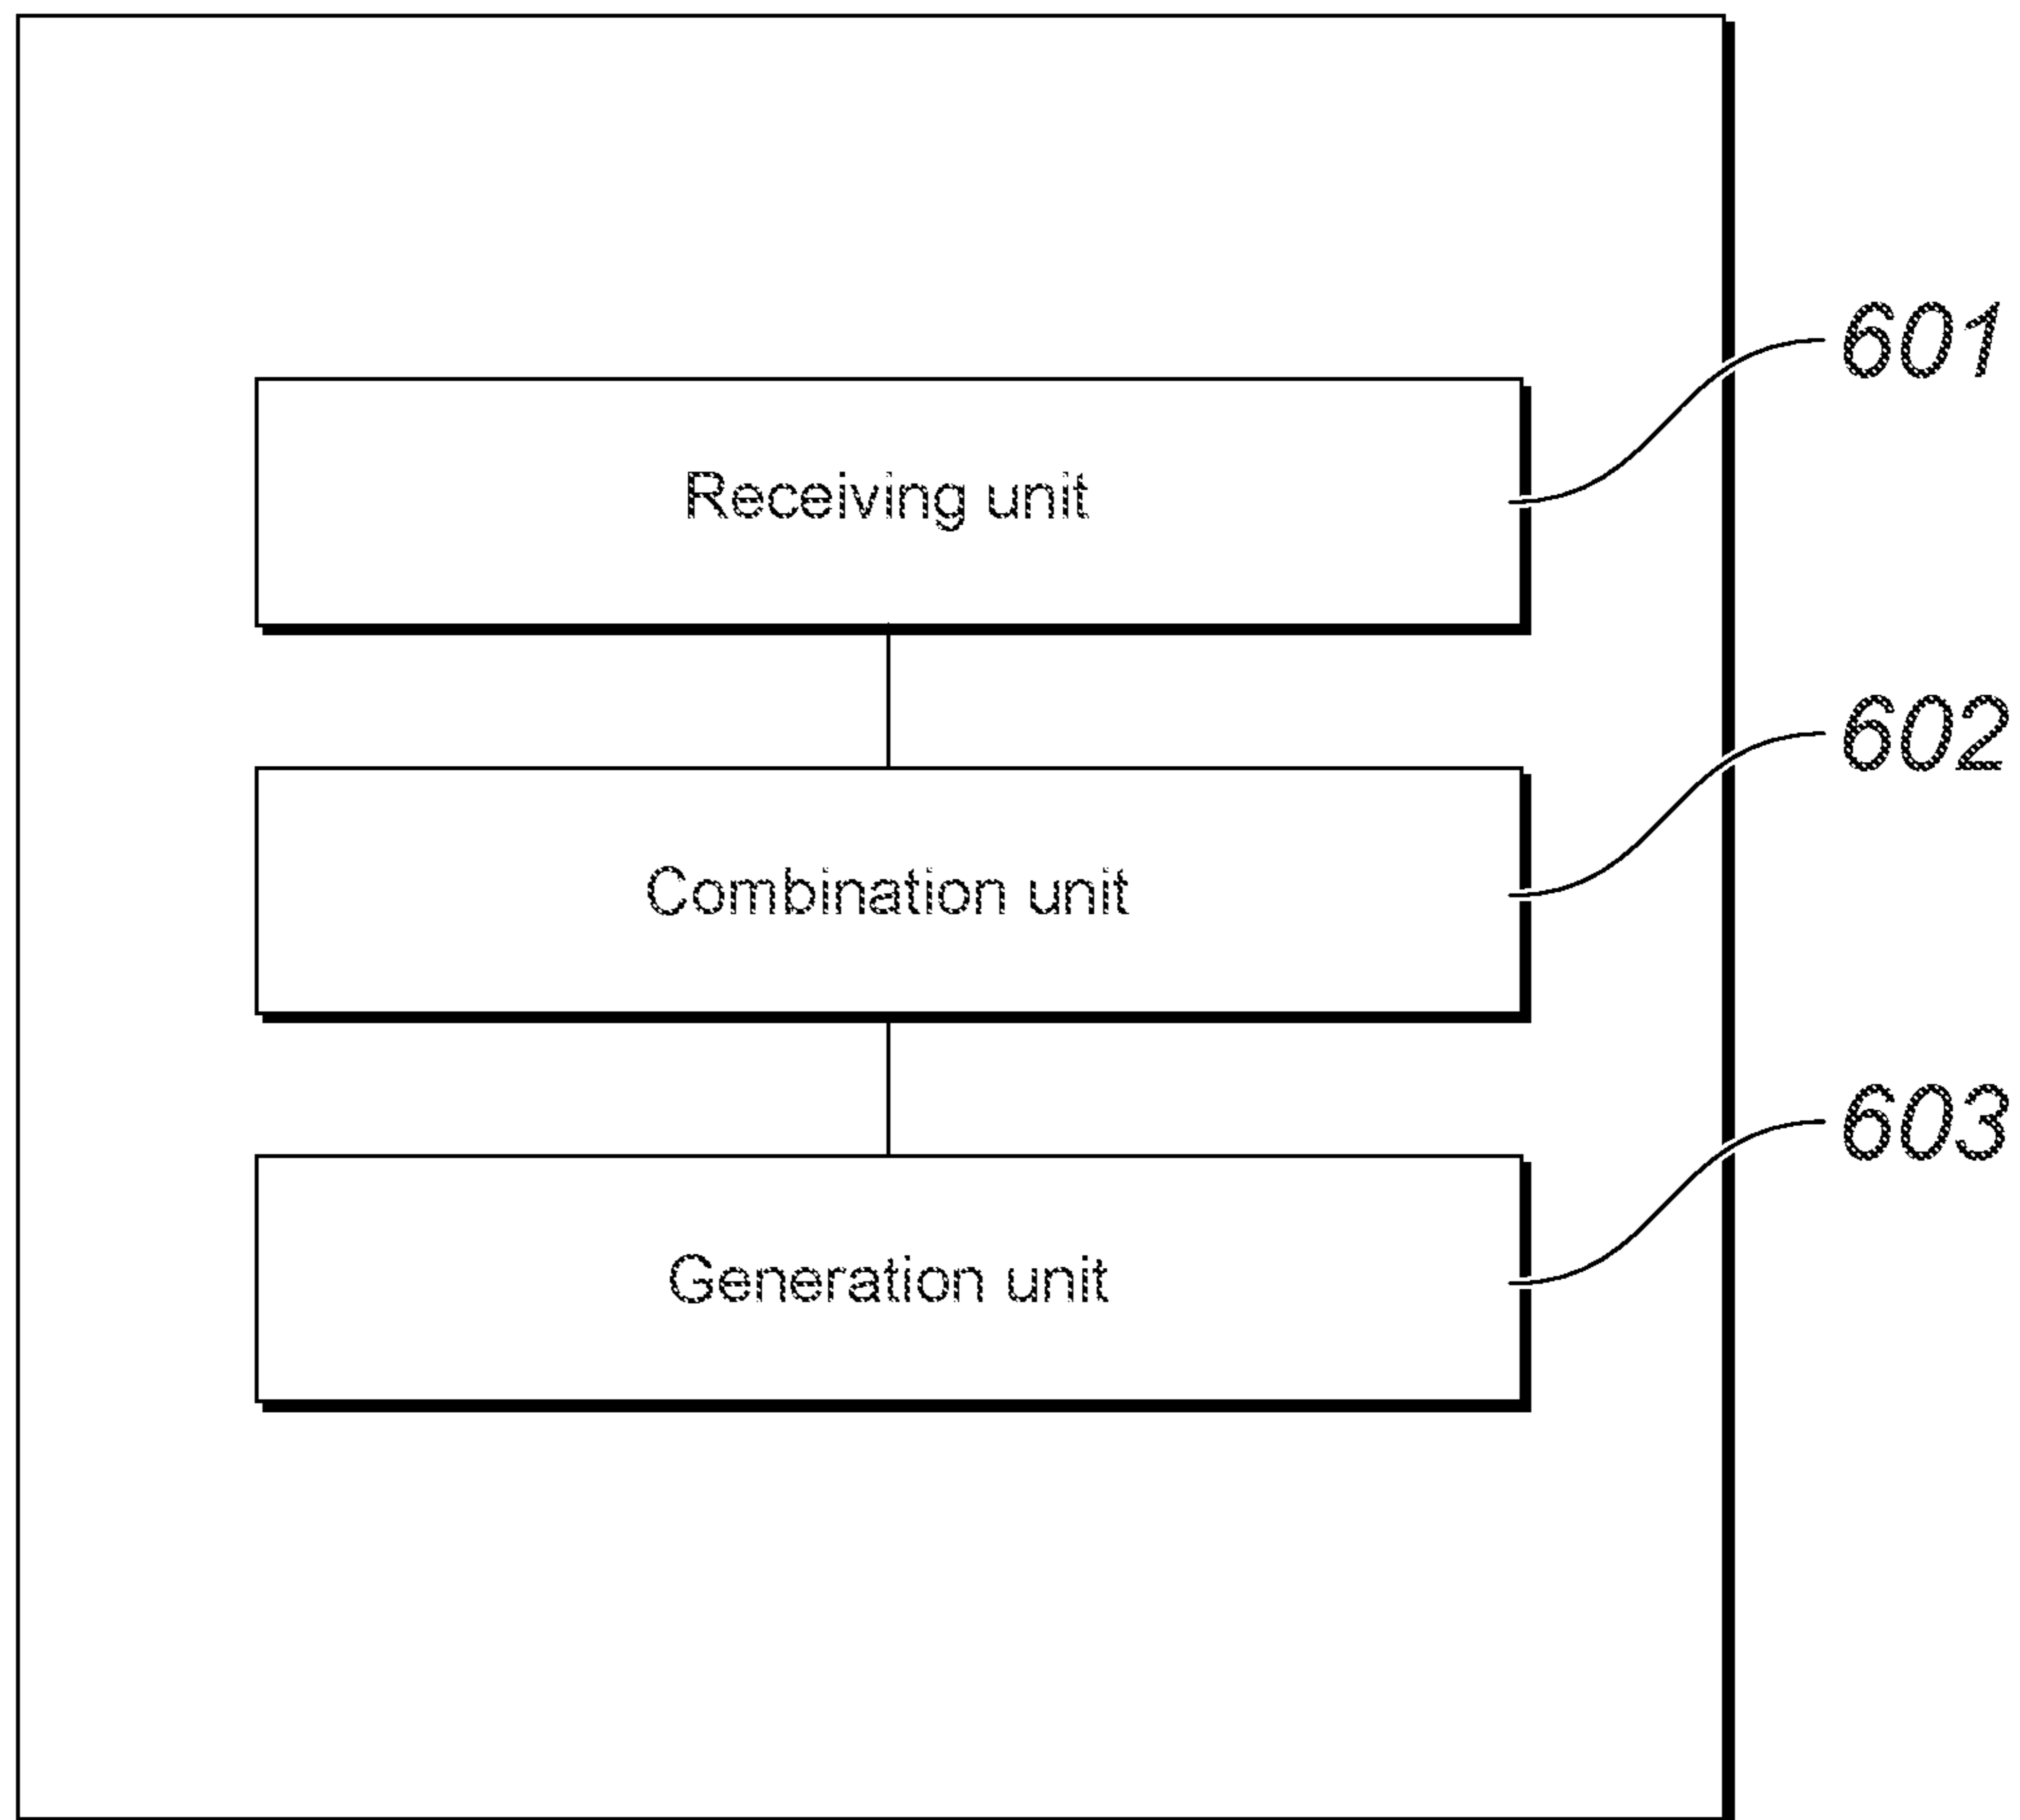 601
Receiving unit
602
Combination unit
603
Generation unit